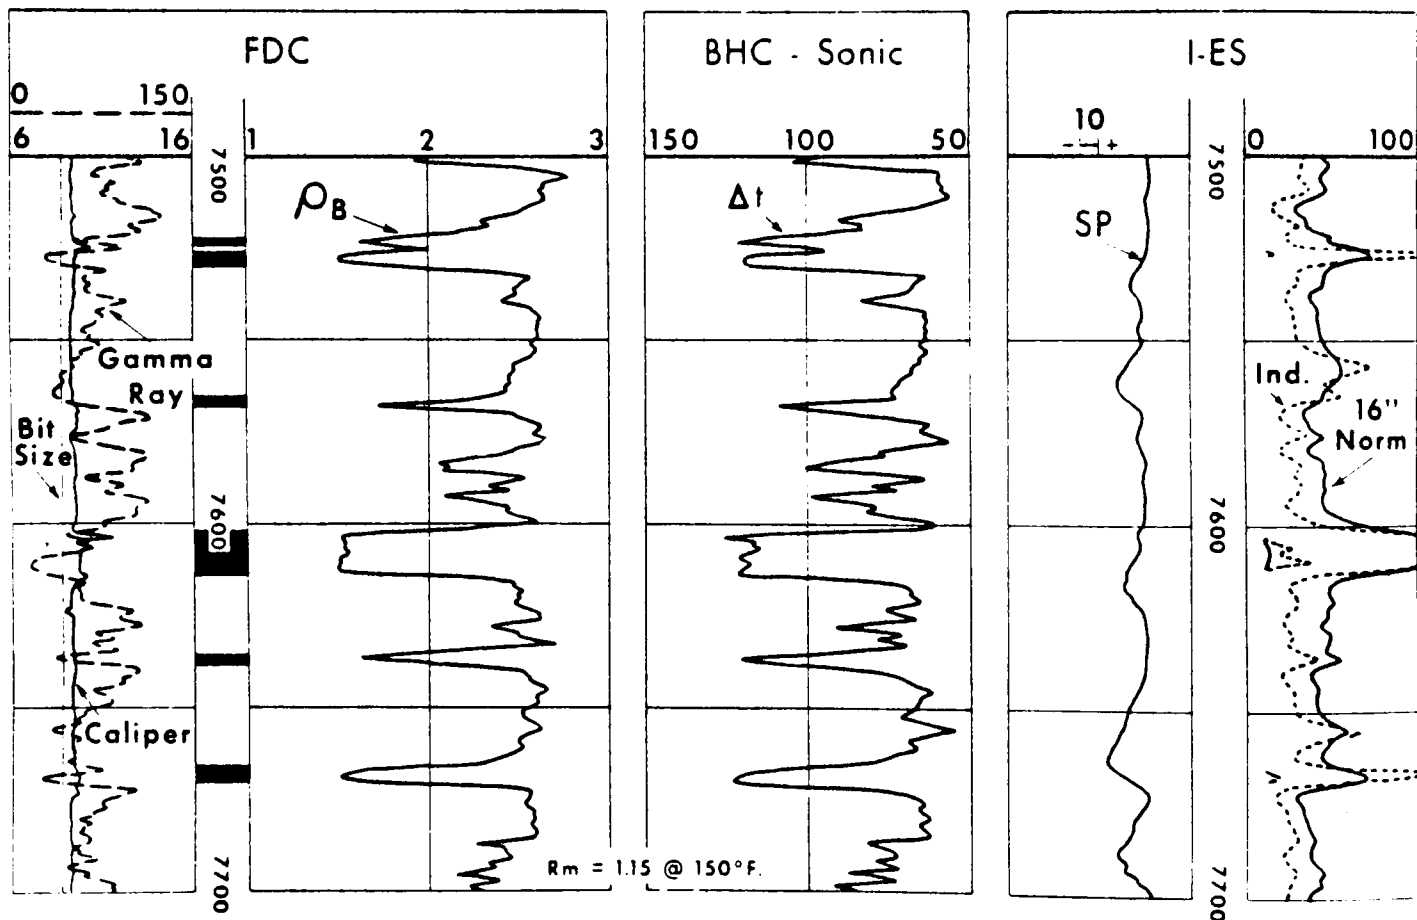 FDC
BHC - Sonic
I-ES
0 150
6 16
1 2 3
150 100 50
10
- +
0 100
7500
7500
ρB
Δt
SP
Gamma
Ray
Bit
Size
Ind.
16"
Norm
7600
7600
Caliper
Rm = 1.15 @ 150°F.
7700
7700